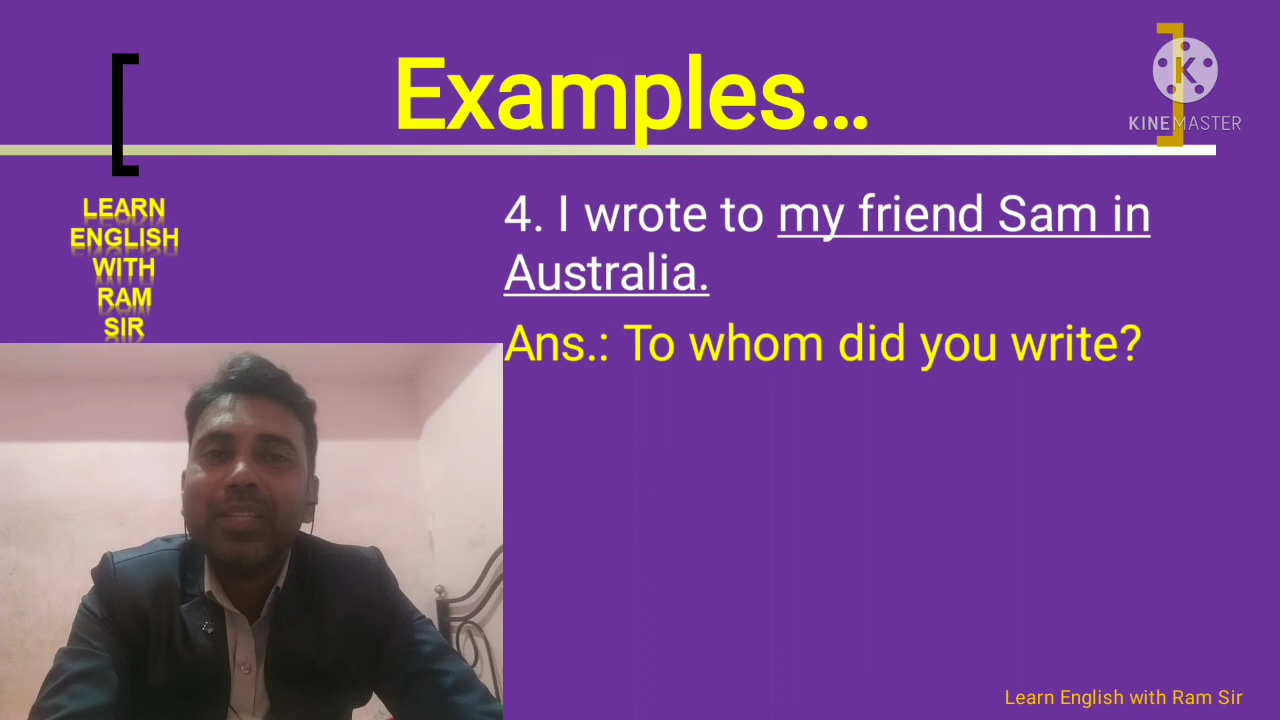 Examples...
KINEMASTER
LEARN
ENGLISH
WITH
RAM
SIR
4. I wrote to my friend Sam in
Australia.
Ans.: To whom did you write?
Learn English with Ram Sir